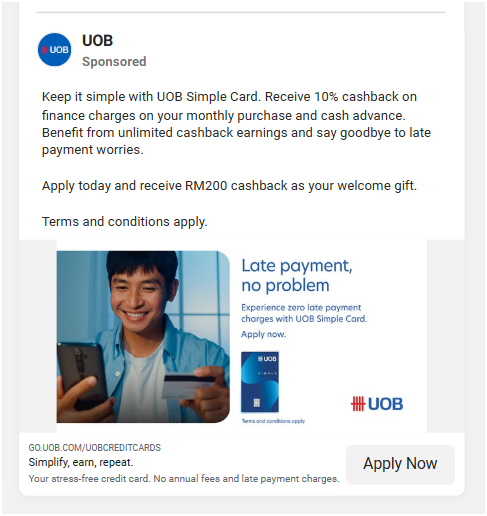 UOB
UOB
Sponsored
Keep it simple with UOB Simple Card. Receive 10% cashback on
finance charges on your monthly purchase and cash advance.
Benefit from unlimited cashback earnings and say goodbye to late
payment worries.
Apply today and receive RM200 cashback as your welcome gift.
Terms and conditions apply.
Late payment,
no problem
Experience zero late payment
charges with UOB Simple Card.
Apply now.
UOB
SIMPLE
UOB
Terms and conditions apply.
GO.UOB.COM/UOBCREDITCARDS
Simplify, earn, repeat.
Your stress-free credit card. No annual fees and late payment charges.
Apply Now